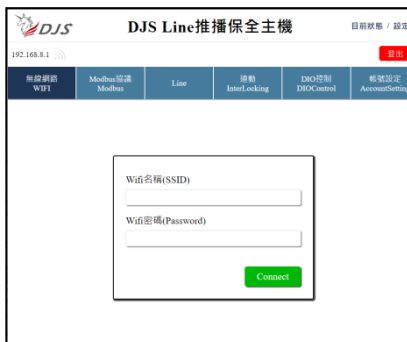 DJS
DJS Line推播保全主機
目前狀態 / 設定
192.168.8.1
登出
無線網路
WIFI
Modbus協議
Modbus
Line
連動
InterLocking
DIO控制
DIOControl
帳號設定
AccountSetting
Wifi名稱(SSID)
Wifi密碼(Password)
Connect